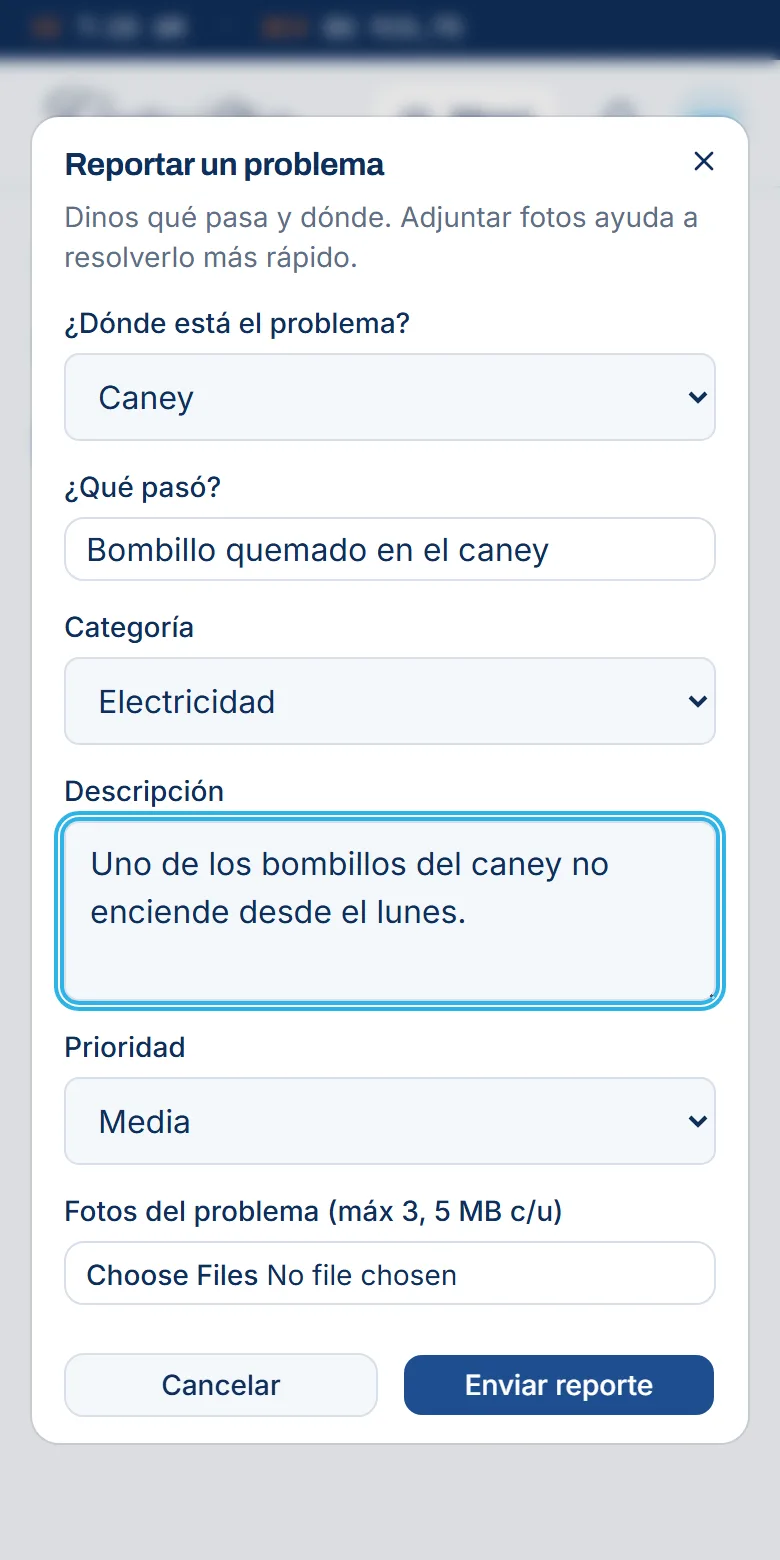 Reportar un problema
Dinos qué pasa y dónde. Adjuntar fotos ayuda a
resolverlo más rápido.
¿Dónde está el problema?
Caney
¿Qué pasó?
Bombillo quemado en el caney
Categoría
Electricidad
Descripción
Uno de los bombillos del caney no
enciende desde el lunes.
Prioridad
Media
Fotos del problema (máx 3, 5 MB c/u)
Choose Files No file chosen
Cancelar
Enviar reporte